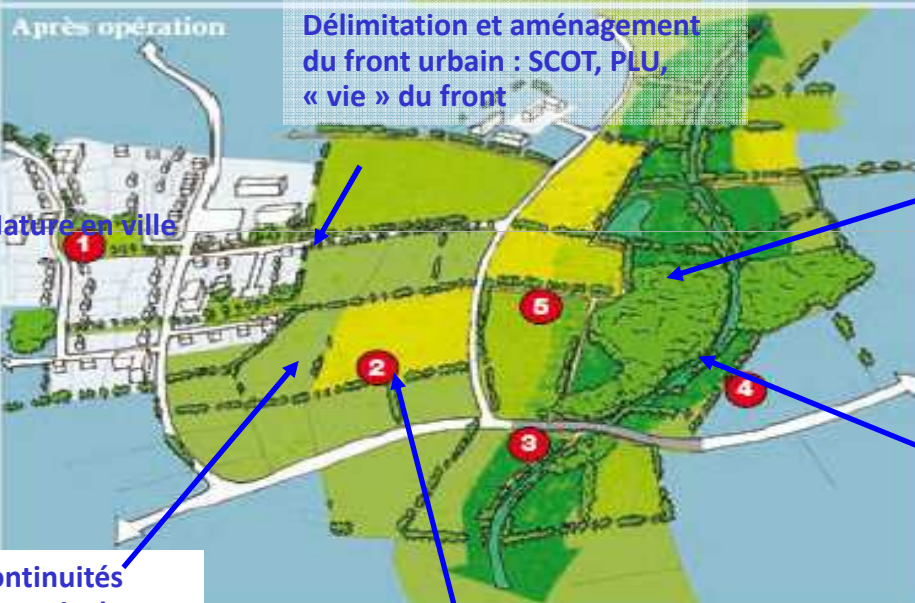 Après opération
Délimitation et aménagement
du front urbain : SCOT, PLU,
« vie » du front
Nature en ville
1
5
2
4
3
ontinuités